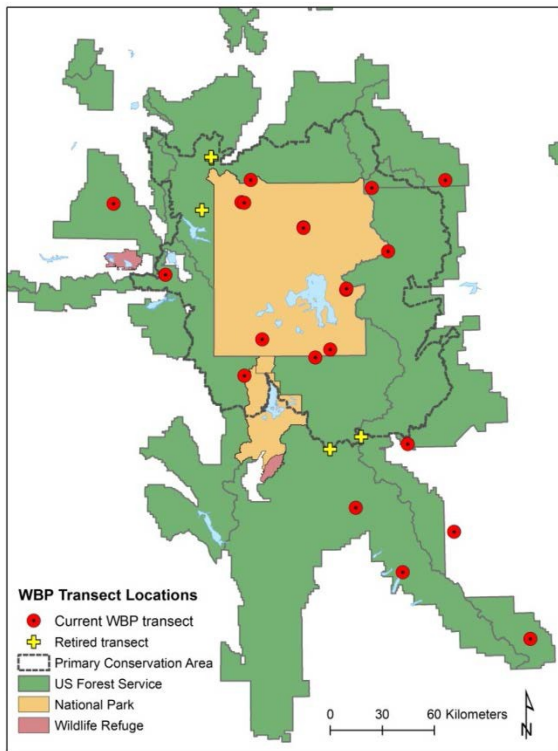 WBP Transect Locations
Current WBP transect
Retired transect
Primary Conservation Area
US Forest Service
National Park
Wildlife Refuge
0 30 60 Kilometers
N